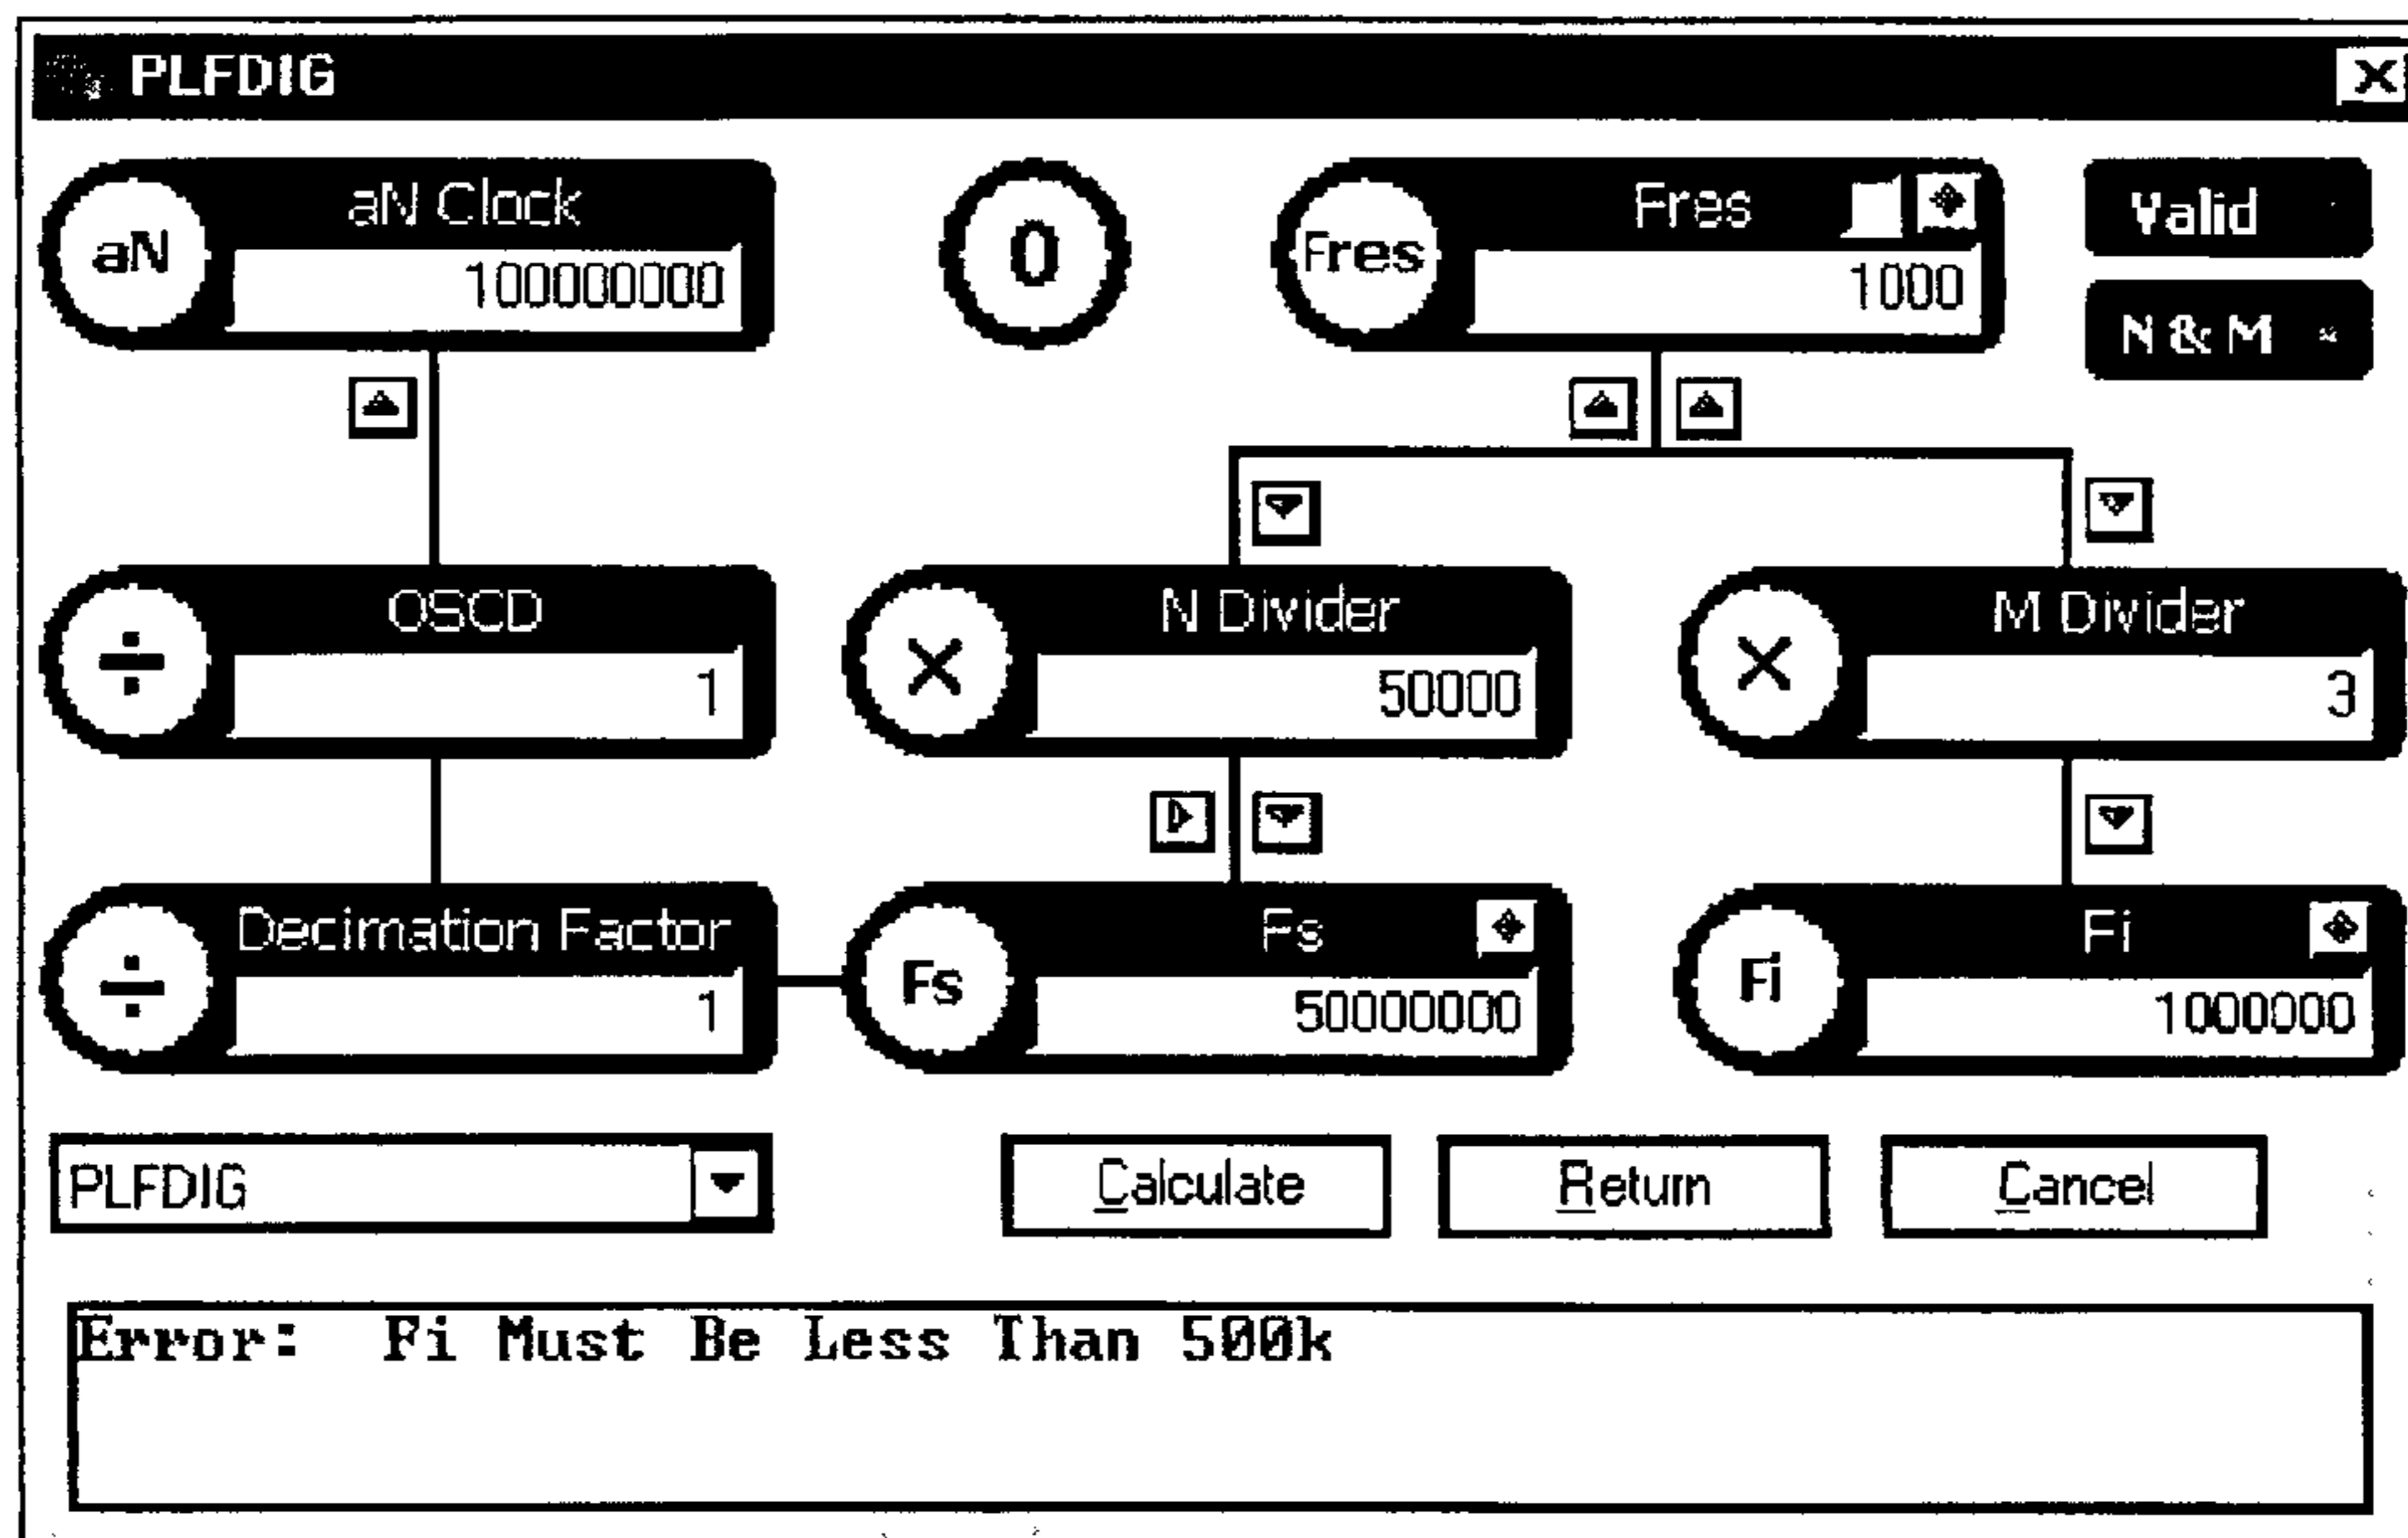 PLFDIG
aN aN Clock 100000000
0
Fres Fres 1000
Valid
N & M
÷ OSCD 1
× N Divider 50000
× M Divider 3
÷ Decimation Factor 1
Fs Fs 50000000
Fi Fi 1000000
PLFDIG
Calculate Return Cancel
Error: Fi Must Be Less Than 500k